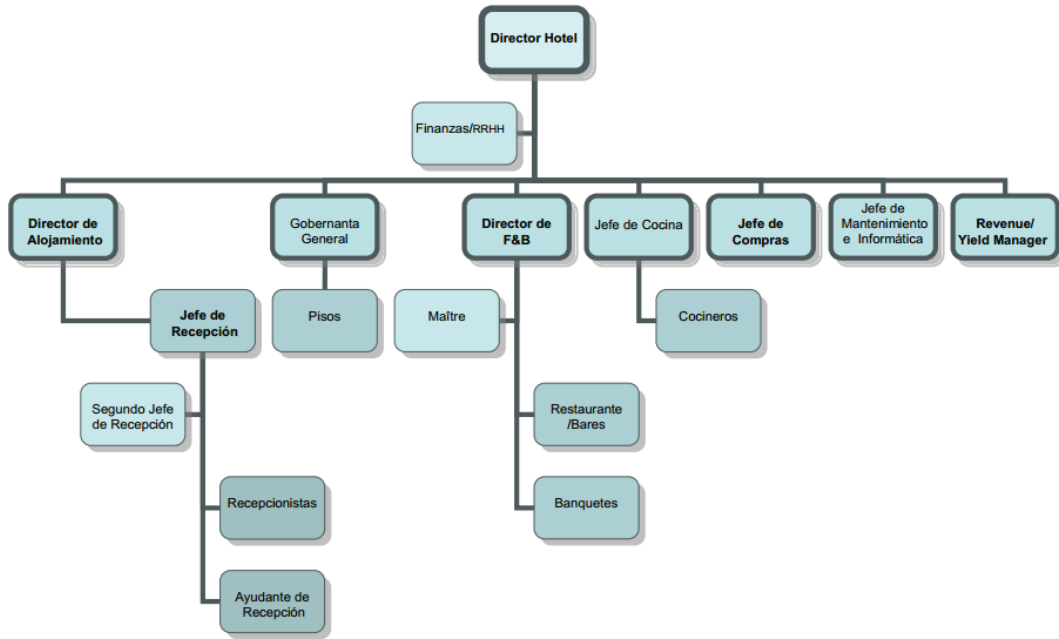 Director Hotel
Finanzas/RRHH
Director de
Alojamiento
Gobernanta
General
Director de
F&B
Jefe de Cocina
Jefe de
Compras
Jefe de
Mantenimiento
e Informática
Revenue/
Yield Manager
Jefe de
Recepción
Pisos
Maître
Cocineros
Segundo Jefe
de Recepción
Restaurante
/Bares
Recepcionistas
Banquetes
Ayudante de
Recepción